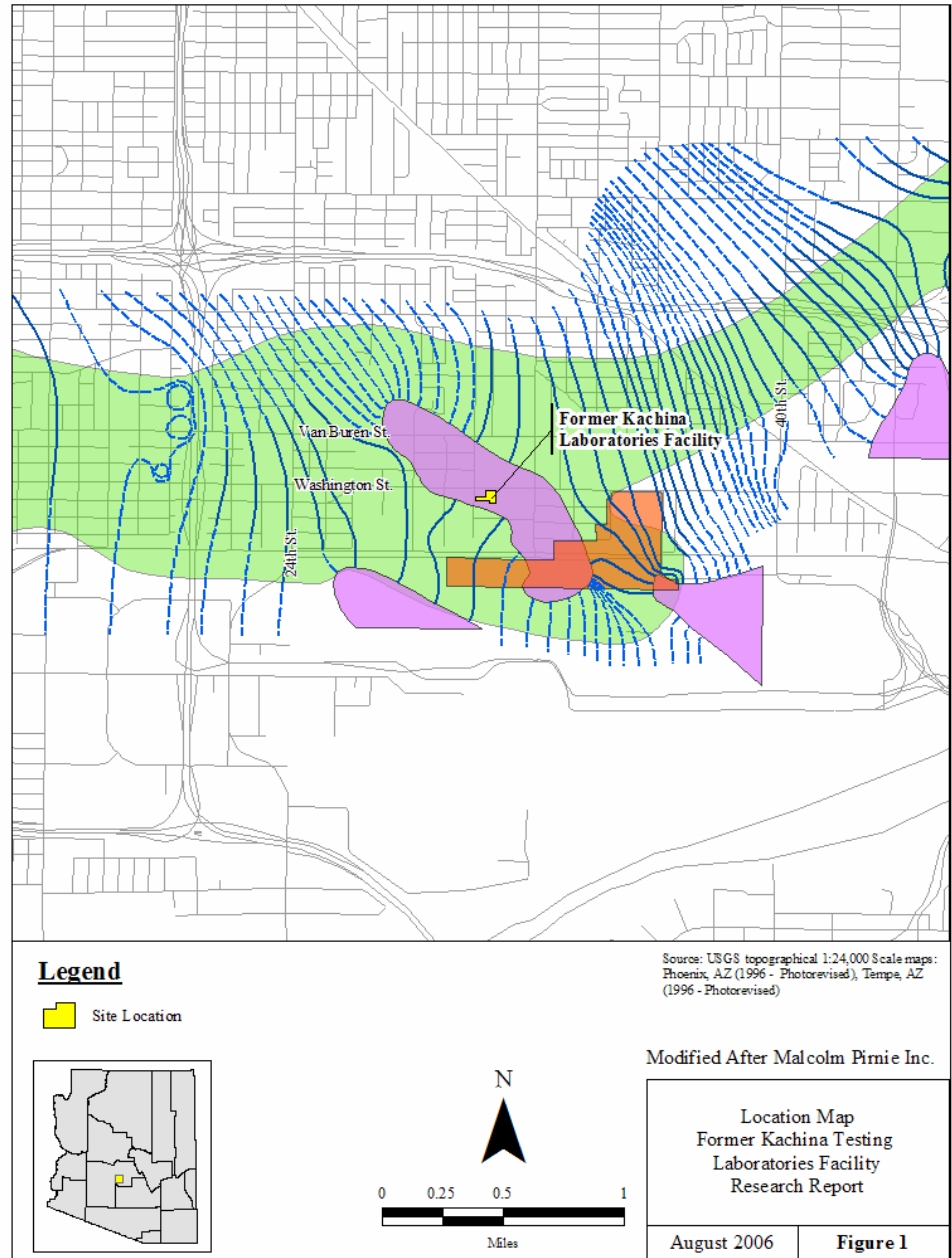 40th St.
Former Kachina
Laboratories Facility
Van Buren St.
Washington St.
24th St.
Legend
Site Location
Source: USGS topographical 1:24,000 Scale maps:
Phoenix, AZ (1996 - Photorevised), Tempe, AZ
(1996 - Photorevised)
Modified After Malcolm Pirnie Inc.
N
0 0.25 0.5 1
Miles
Location Map
Former Kachina Testing
Laboratories Facility
Research Report
August 2006
Figure 1